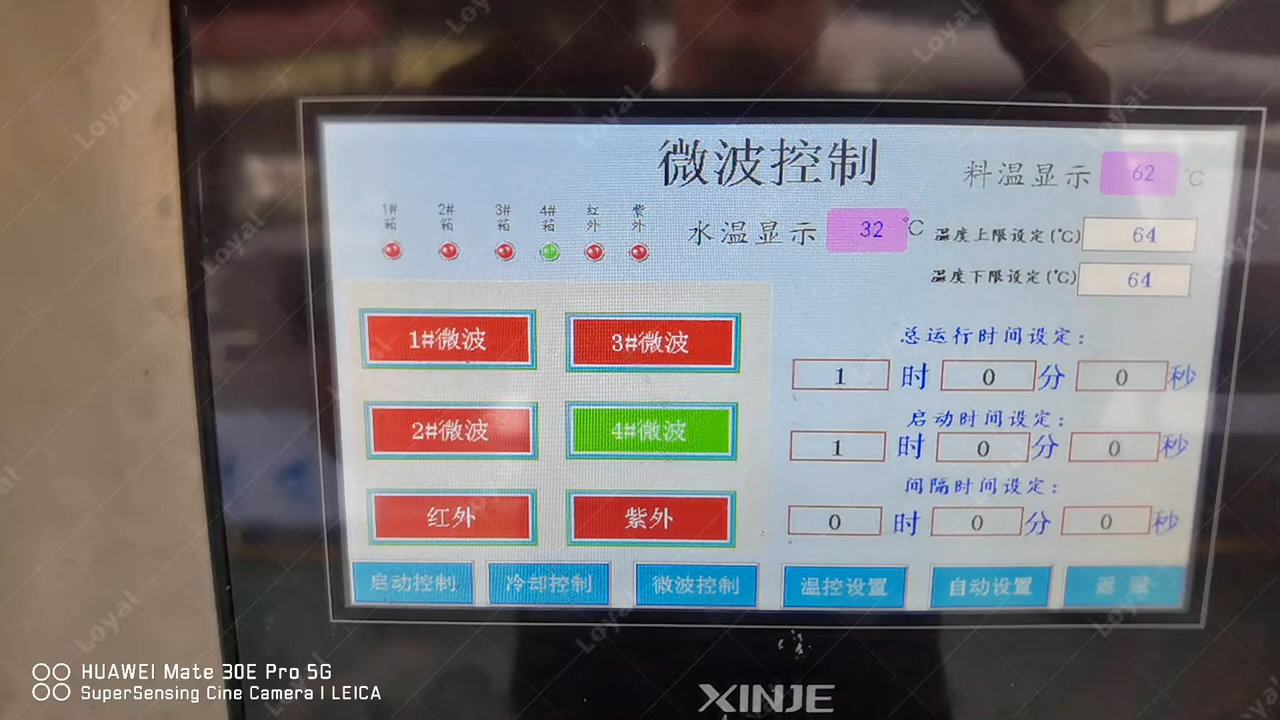 微波控制
料温显示 62 ℃
1#箱 2#箱 3#箱 4#箱 红外 紫外
水温显示 32 ℃
温度上限设定(℃) 64
温度下限设定(℃) 64
1#微波 3#微波
2#微波 4#微波
红外 紫外
总运行时间设定:
1 时 0 分 0 秒
启动时间设定:
1 时 0 分 0 秒
间隔时间设定:
0 时 0 分 0 秒
启动控制 冷却控制 微波控制 温控设置 自动设置 返
XINJE
HUAWEI Mate 30E Pro 5G
SuperSensing Cine Camera | LEICA
Loyal